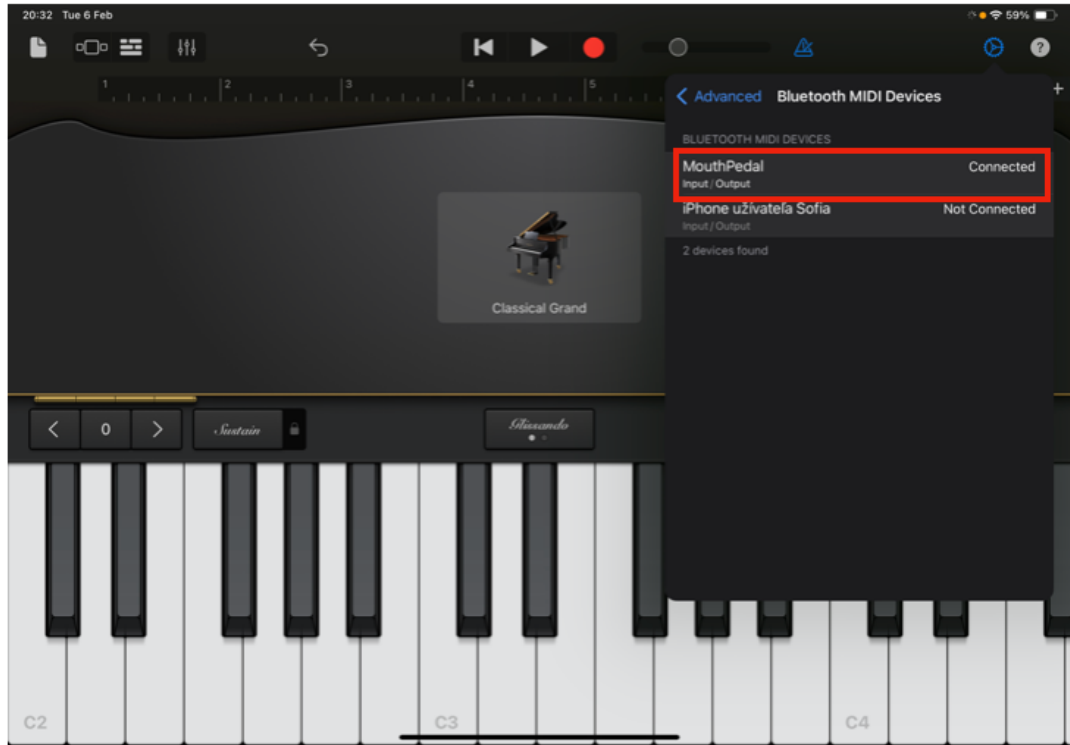 20:32 Tue 6 Feb
59%
?
1 2 3 4 5
+
Advanced Bluetooth MIDI Devices
BLUETOOTH MIDI DEVICES
MouthPedal Connected
Input / Output
iPhone užívateľa Sofia Not Connected
Input / Output
2 devices found
Classical Grand
0 Sustain Glissando
C2 C3 C4